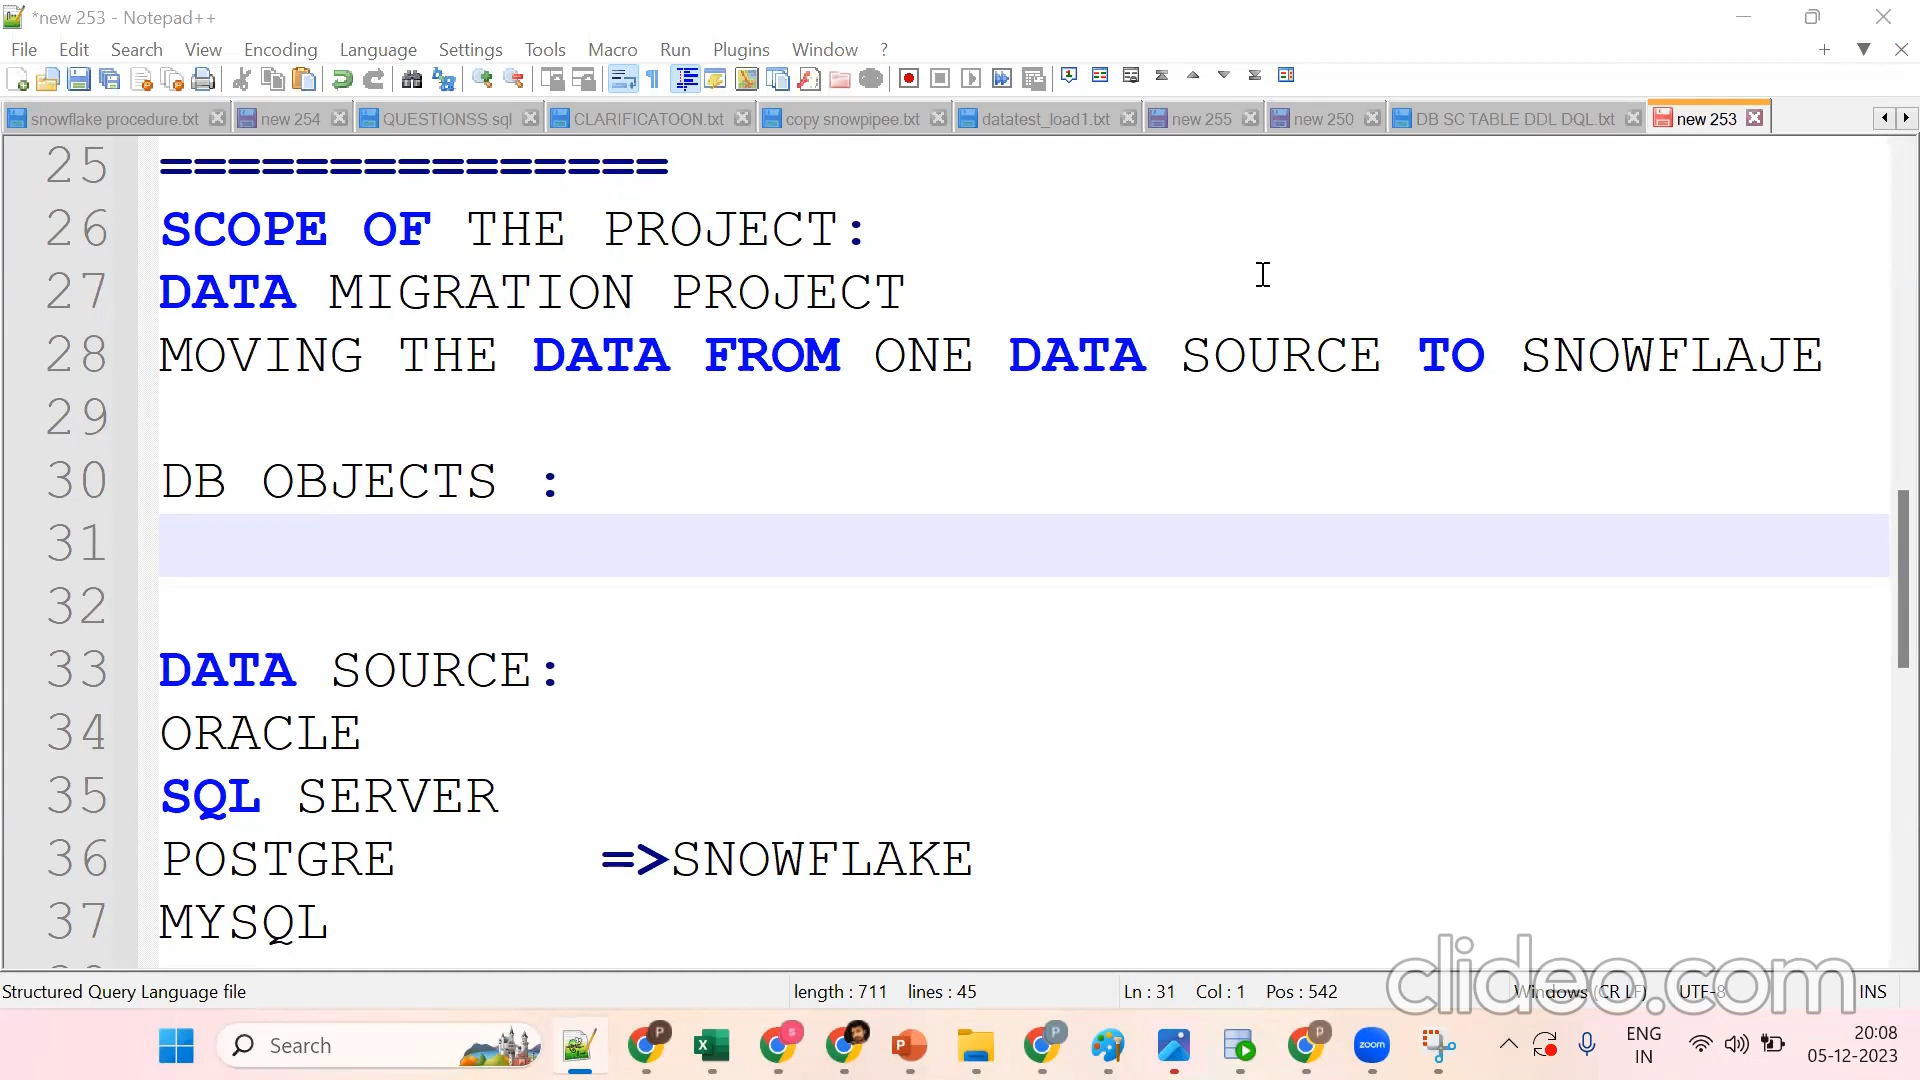 *new 253 - Notepad++
File Edit Search View Encoding Language Settings Tools Macro Run Plugins Window ?
snowflake procedure.txt new 254 QUESTIONSS.sql CLARIFICATOON.txt copy snowpipee.txt datatest_load1.txt new 255 new 250 DB SC TABLE DDL DQL.txt new 253
25 ===============
26 SCOPE OF THE PROJECT:
27 DATA MIGRATION PROJECT
28 MOVING THE DATA FROM ONE DATA SOURCE TO SNOWFLAJE
29
30 DB OBJECTS :
31
32
33 DATA SOURCE:
34 ORACLE
35 SQL SERVER
36 POSTGRE =>SNOWFLAKE
37 MYSQL
clideo.com
Structured Query Language file length : 711 lines : 45 Ln : 31 Col : 1 Pos : 542 Windows (CR LF) UTF-8 INS
Search zoom ENG 20:08
IN 05-12-2023